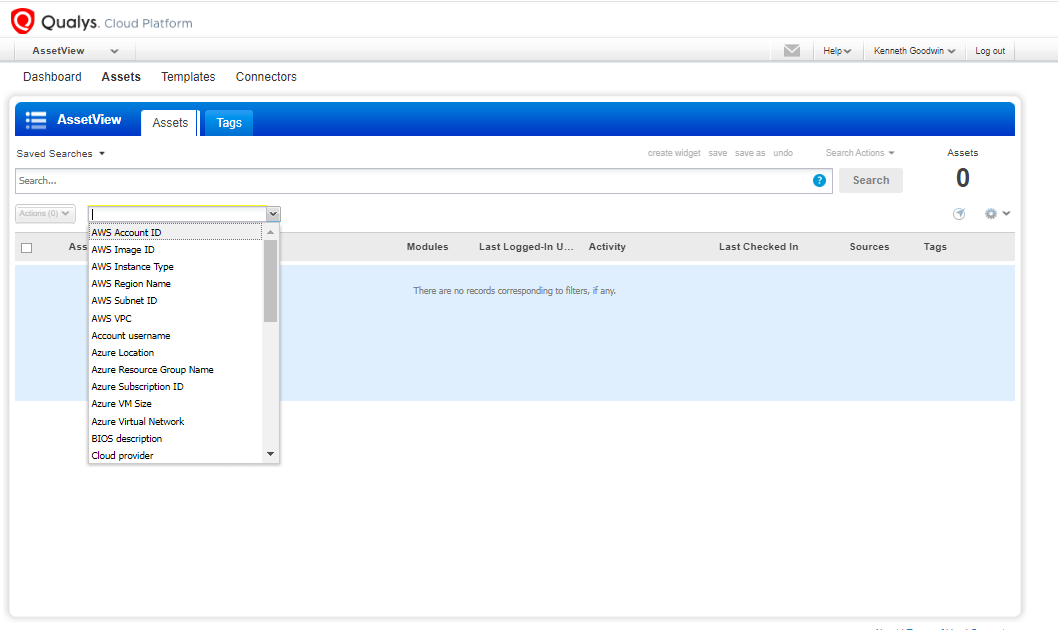 Qualys. Cloud Platform
AssetView
Help
Kenneth Goodwin
Log out
Dashboard Assets Templates Connectors
AssetView
Assets
Tags
Saved Searches
create widget save save as undo
Search Actions
Assets
Search...
?
Search
0
Actions (0)
AWS Account ID
AWS Image ID
AWS Instance Type
AWS Region Name
AWS Subnet ID
AWS VPC
Account username
Azure Location
Azure Resource Group Name
Azure Subscription ID
Azure VM Size
Azure Virtual Network
BIOS description
Cloud provider
Ass
Modules Last Logged-In U... Activity Last Checked In Sources Tags
There are no records corresponding to filters, if any.